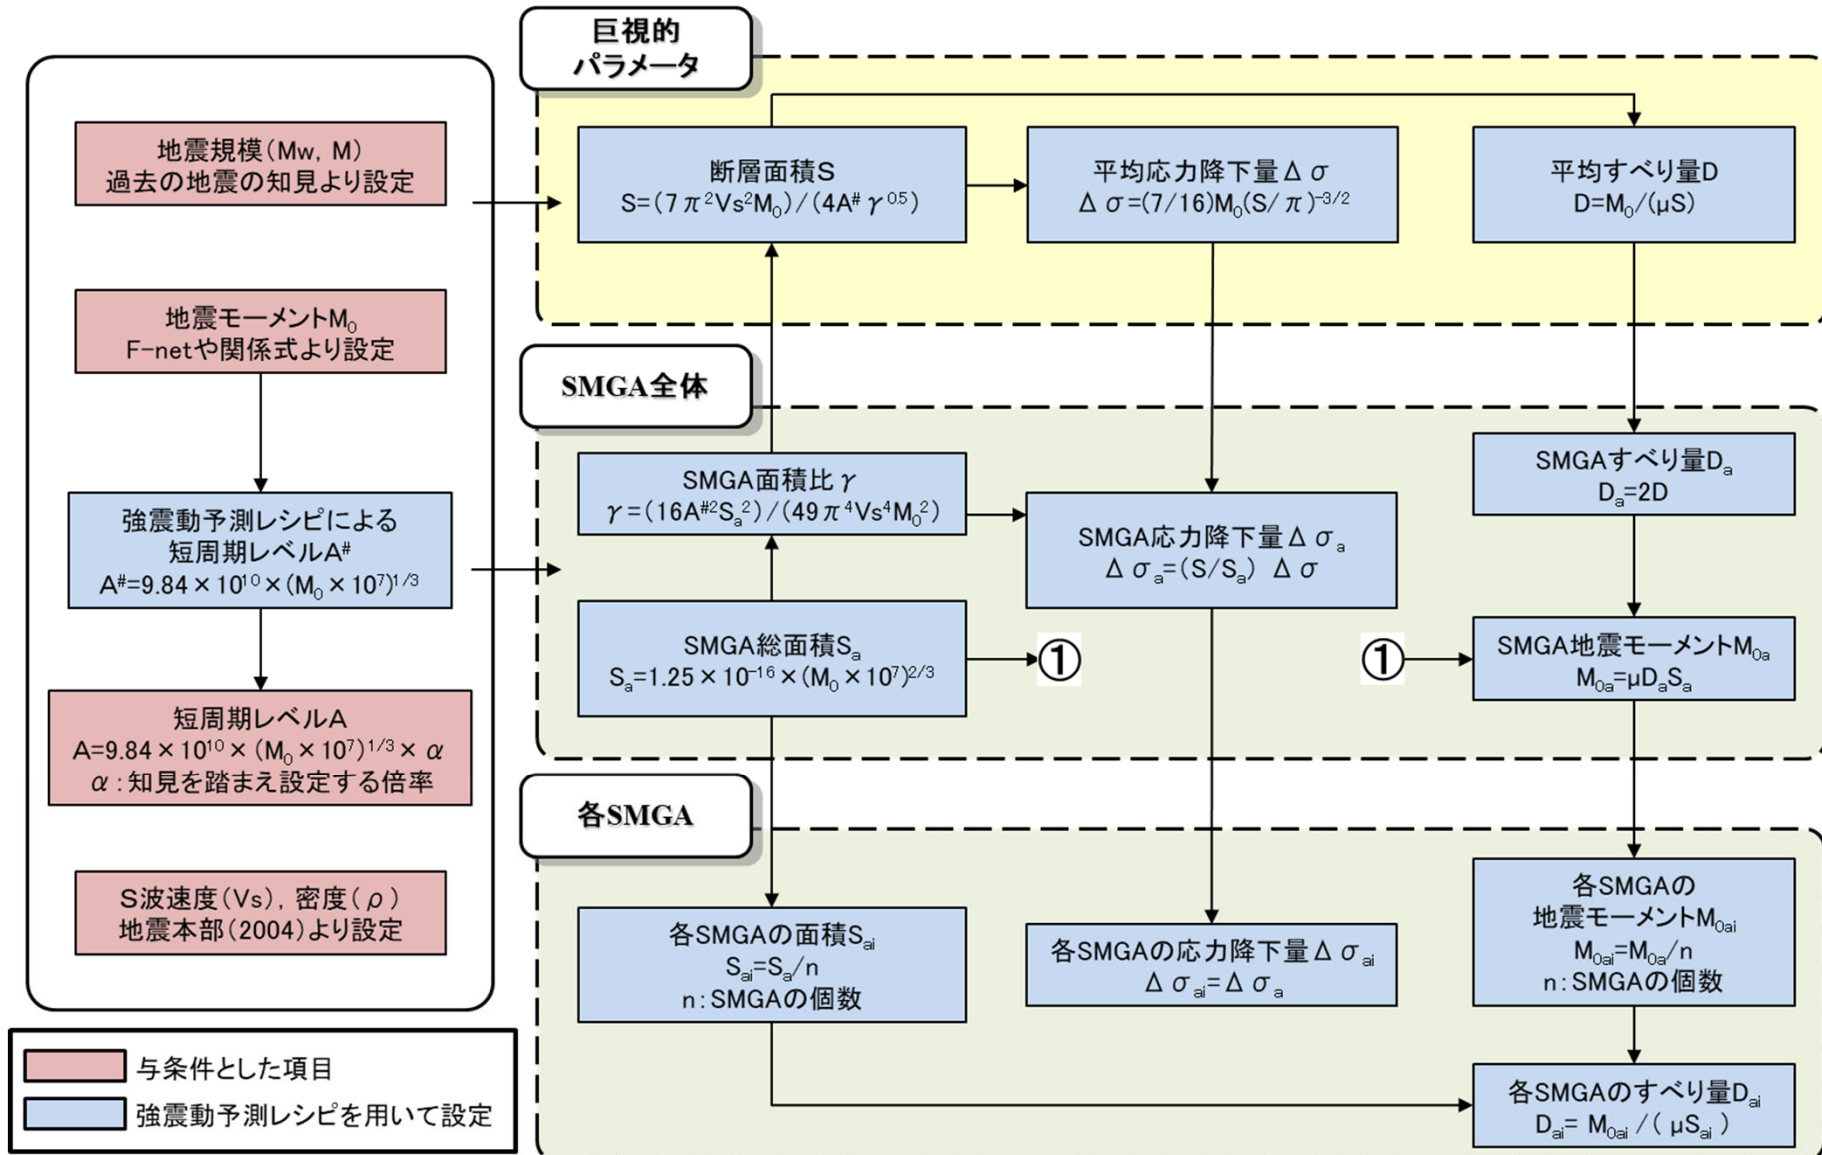 巨視的
パラメータ
地震規模(Mw, M)
過去の地震の知見より設定
断層面積S
S=(7π²Vs²M₀)/(4A#γ^0.5)
平均応力降下量Δσ
Δσ=(7/16)M₀(S/π)^-3/2
平均すべり量D
D=M₀/(μS)
地震モーメントM₀
F-netや関係式より設定
SMGA全体
SMGA面積比γ
γ=(16A#²Sa²)/(49π⁴Vs⁴M₀²)
SMGA応力降下量Δσa
Δσa=(S/Sa) Δσ
SMGAすべり量Da
Da=2D
強震動予測レシピによる
短周期レベルA#
A#=9.84×10¹⁰×(M₀×10⁷)^1/3
SMGA総面積Sa
Sa=1.25×10^-16×(M₀×10⁷)^2/3
①
①
SMGA地震モーメントM0a
M0a=μDaSa
短周期レベルA
A=9.84×10¹⁰×(M₀×10⁷)^1/3×α
α:知見を踏まえ設定する倍率
各SMGA
S波速度(Vs), 密度(ρ)
地震本部(2004)より設定
各SMGAの面積Sai
Sai=Sa/n
n:SMGAの個数
各SMGAの応力降下量Δσai
Δσai=Δσa
各SMGAの
地震モーメントM0ai
M0ai=M0a/n
n:SMGAの個数
各SMGAのすべり量Dai
Dai= M0ai/( μSai )
与条件とした項目
強震動予測レシピを用いて設定